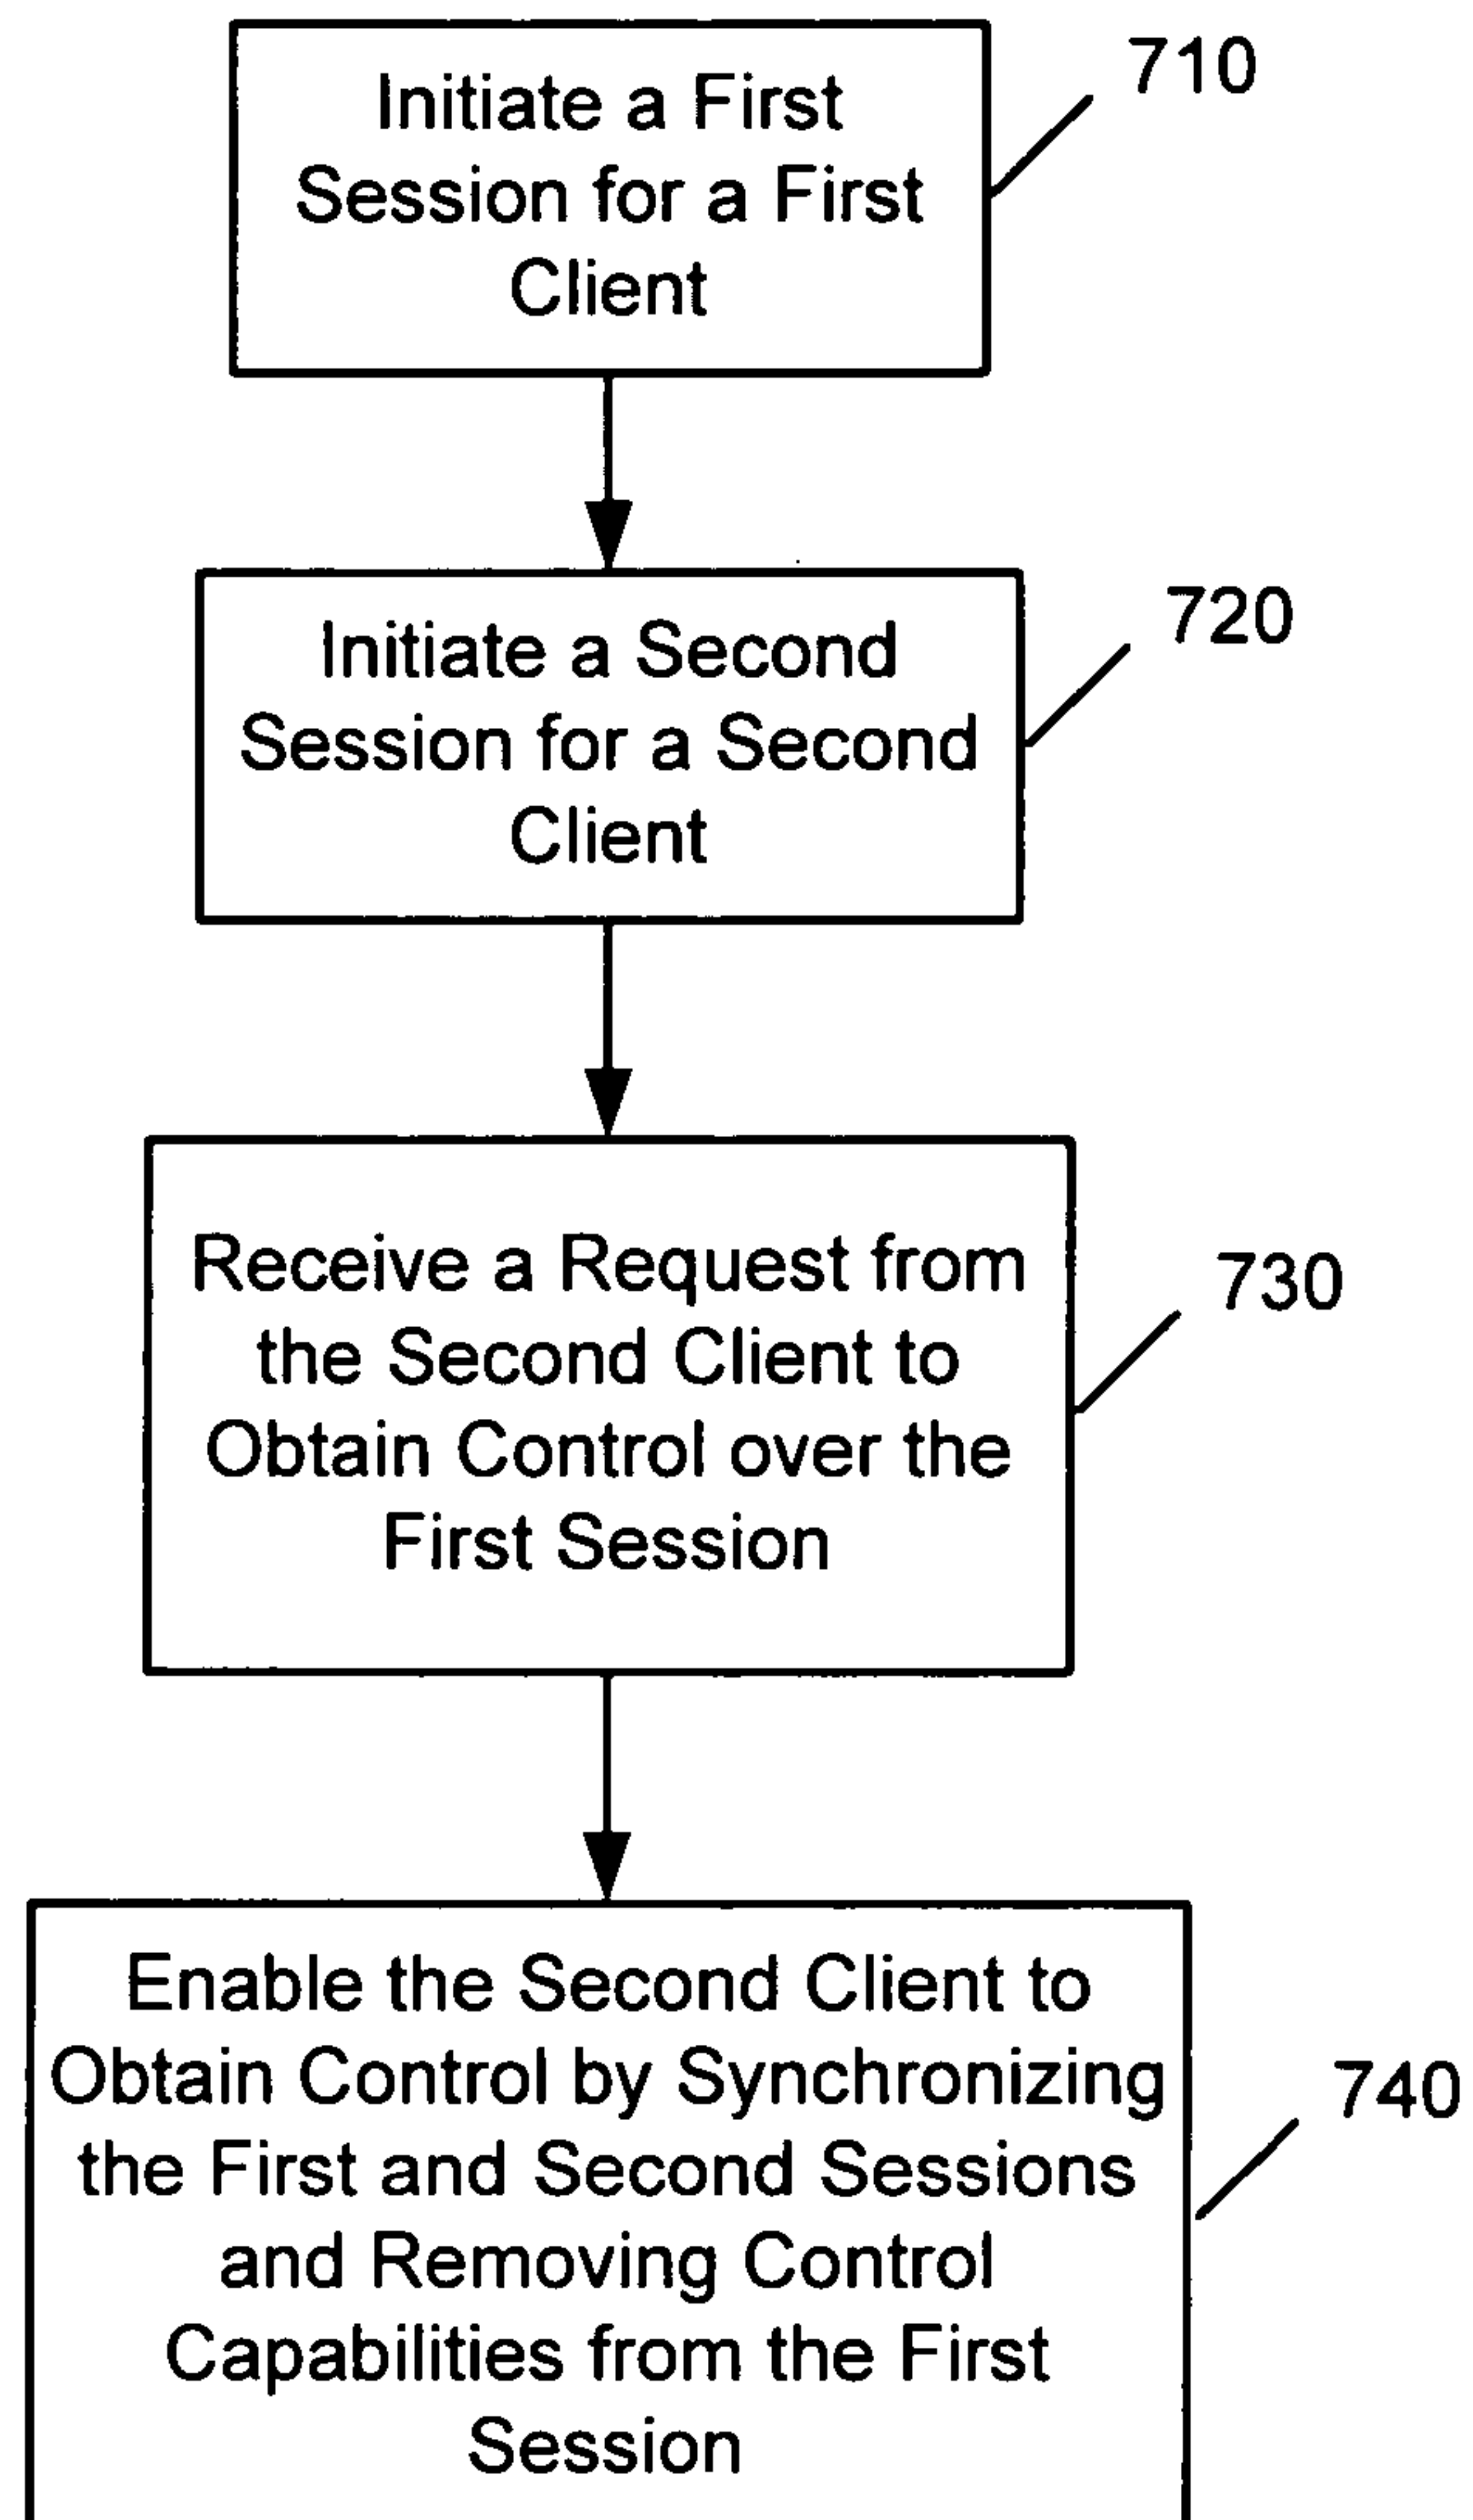 Initiate a First
Session for a First
Client
710
Initiate a Second
Session for a Second
Client
720
Receive a Request from
the Second Client to
Obtain Control over the
First Session
730
Enable the Second Client to
Obtain Control by Synchronizing
the First and Second Sessions
and Removing Control
Capabilities from the First
Session
740